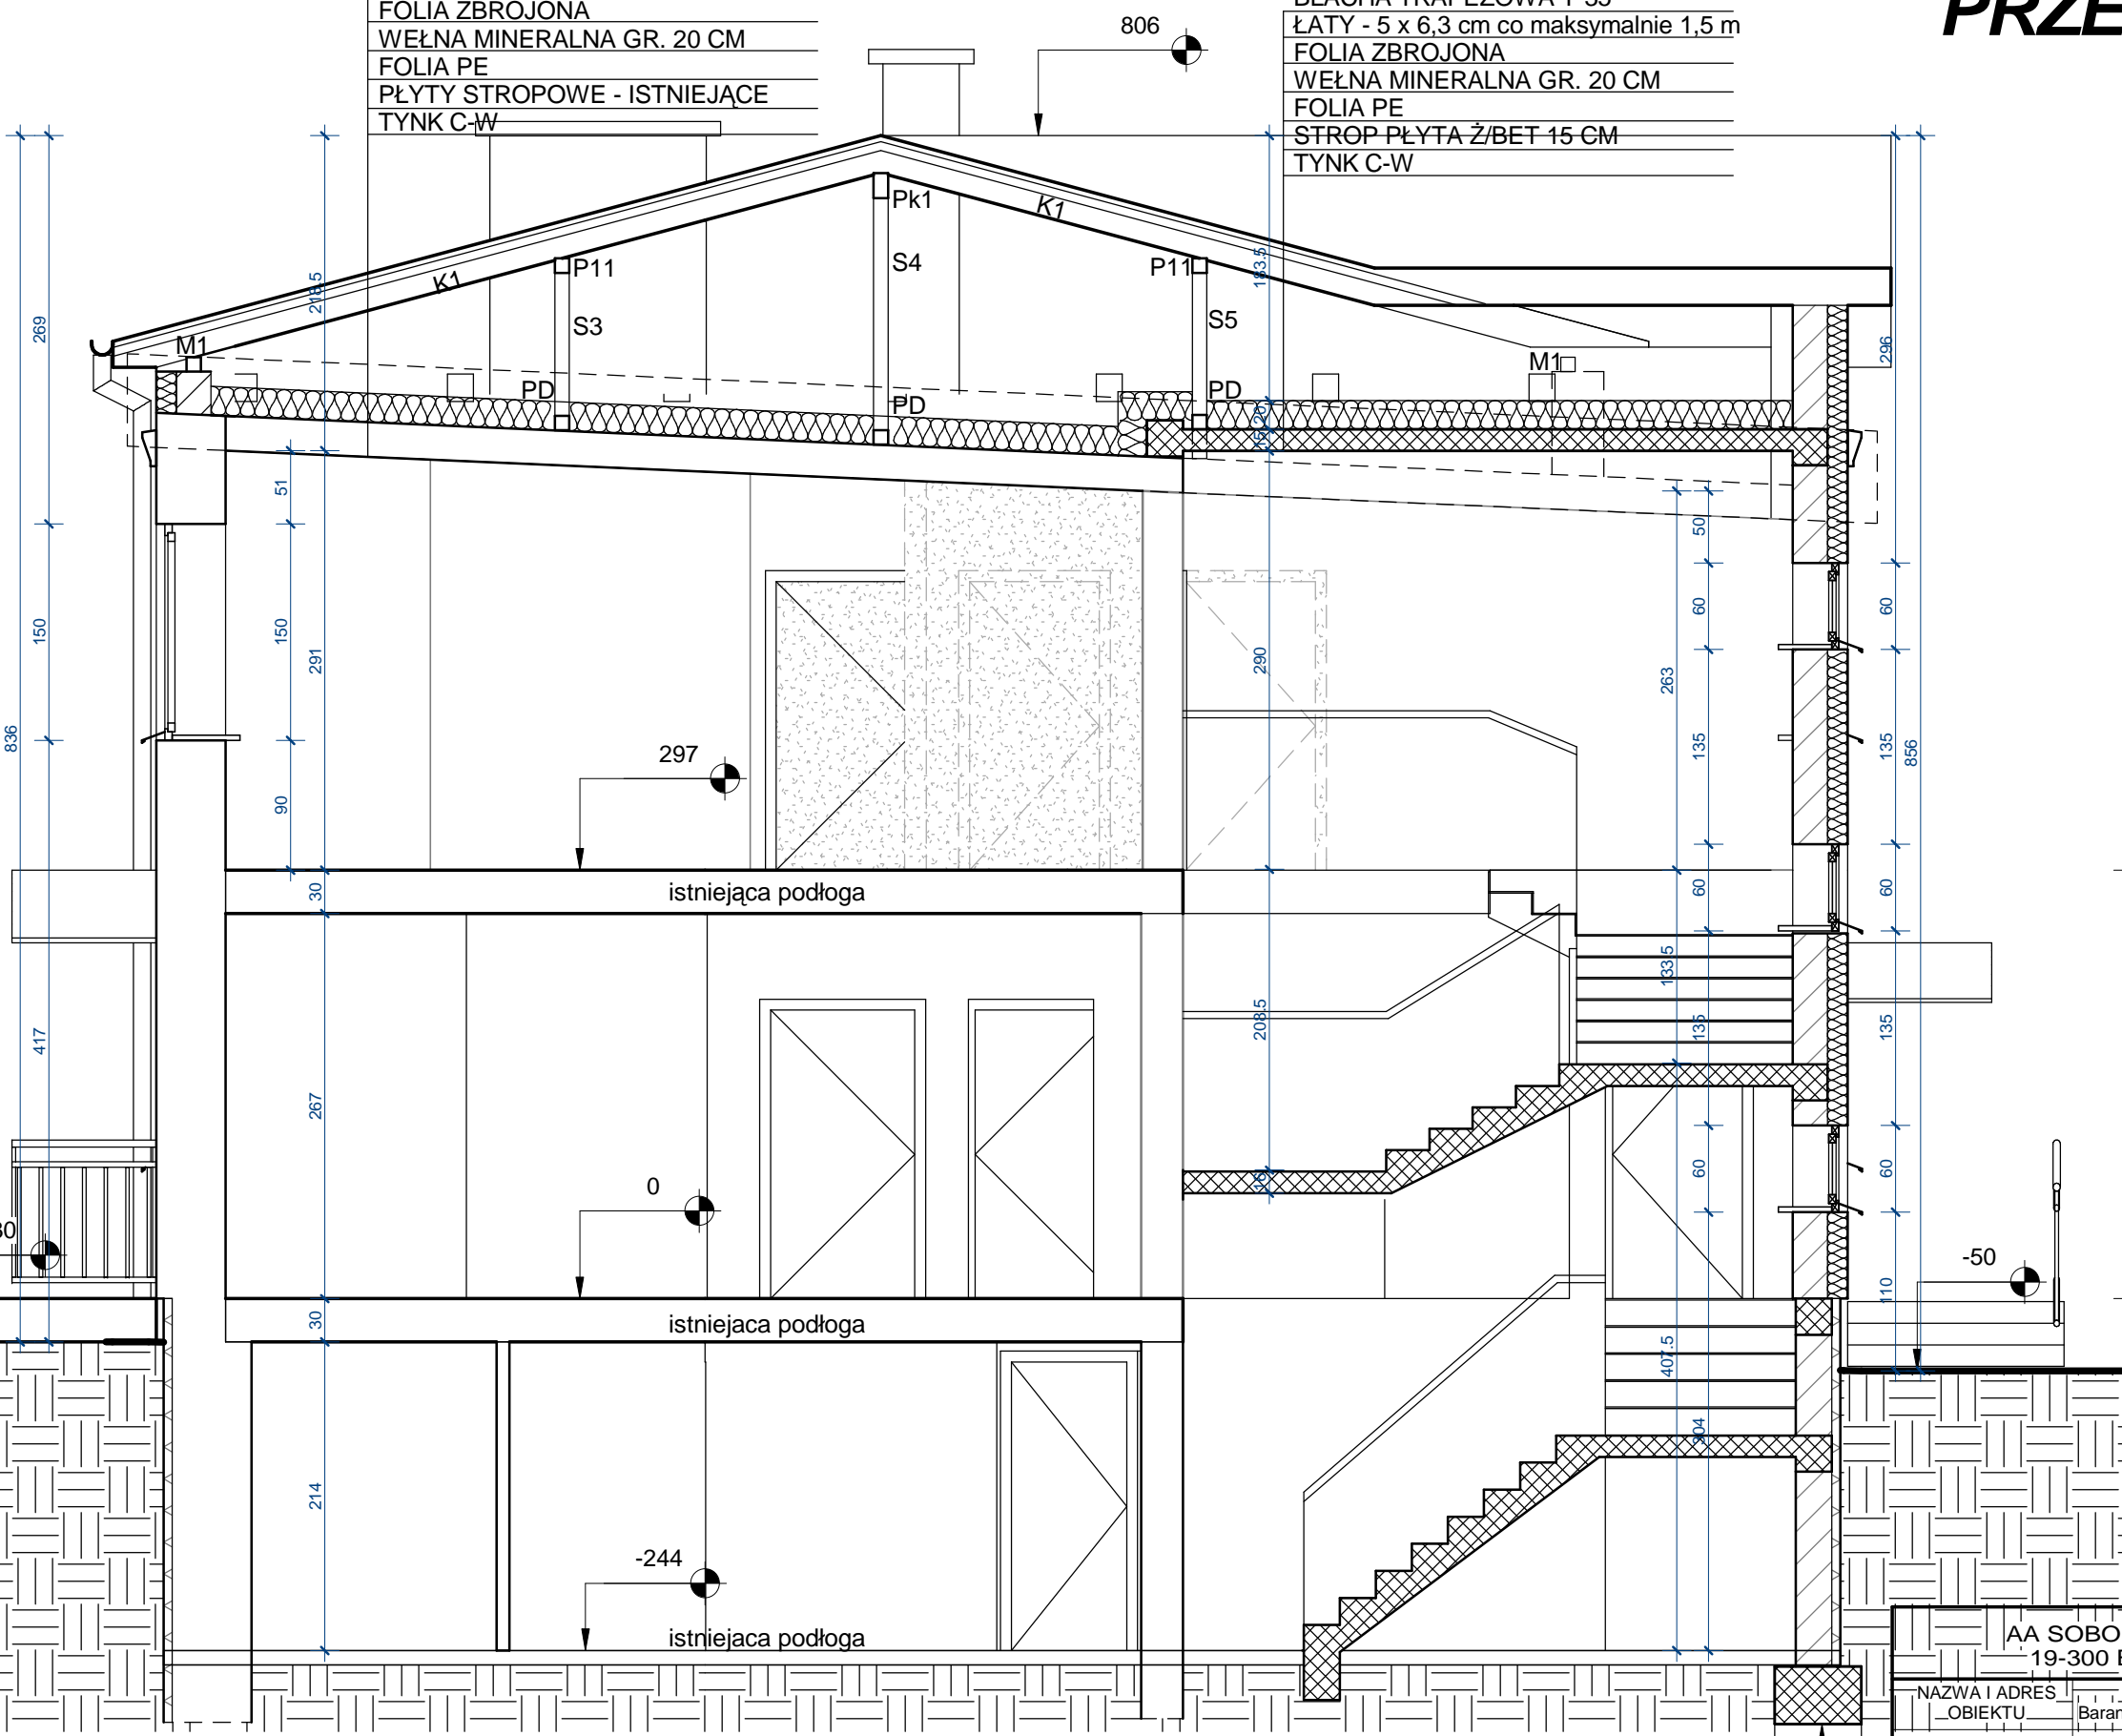 FOLIA ZBROJONA
WEŁNA MINERALNA GR. 20 CM
FOLIA PE
PŁYTY STROPOWE - ISTNIEJĄCE
TYNK C-W
806
ŁATY - 5 x 6,3 cm co maksymalnie 1,5 m
FOLIA ZBROJONA
WEŁNA MINERALNA GR. 20 CM
FOLIA PE
STROP PŁYTA Ż/BET 15 CM
TYNK C-W
Pk1
K1
K1
P11
S4
P11
S3
S5
M1
M1
PD
PD
PD
269
218.5
183.5
296
15
20
51
50
150
150
291
290
263
60
60
135
135
836
856
297
90
30
istniejąca podłoga
60
60
133.5
417
208.5
135
135
267
16
60
60
0
-50
110
30
istniejaca podłoga
407.5
304
214
-244
istniejaca podłoga
AA SOBO
19-300
NAZWA I ADRES
OBIEKTU